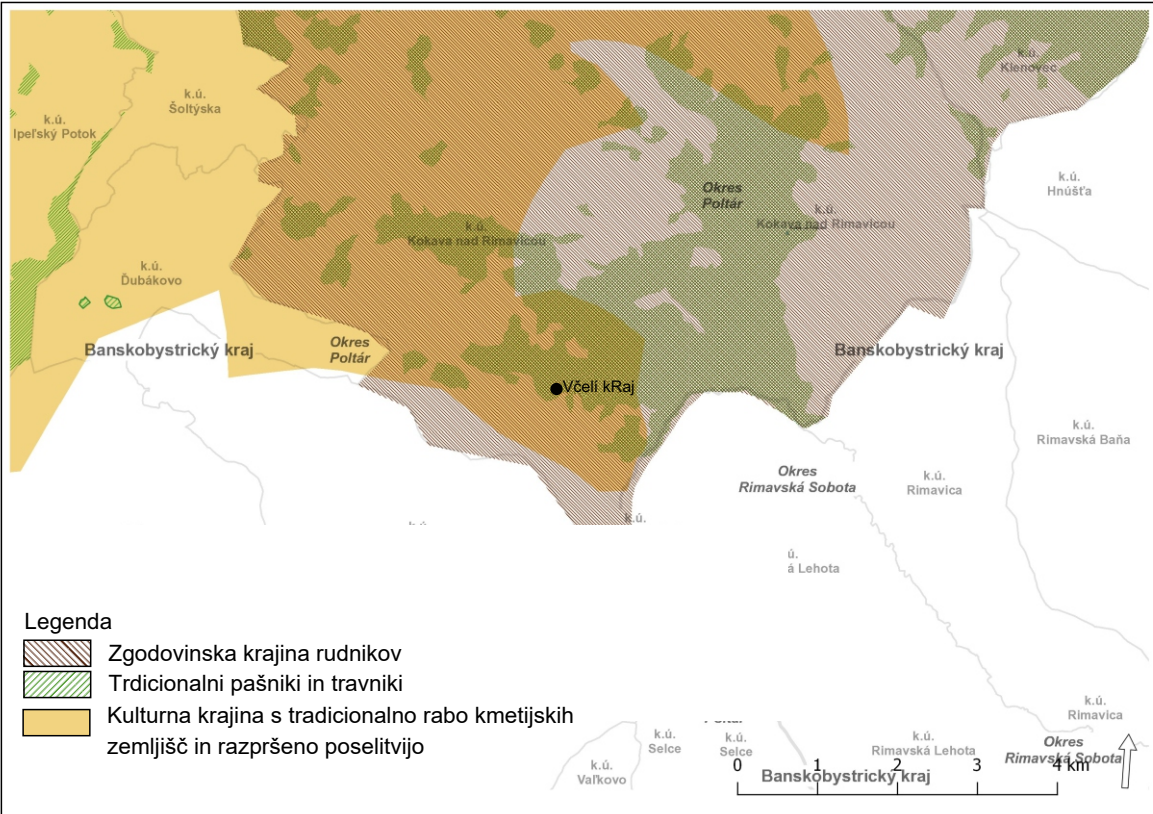 k.ú.
Klenovec
k.ú.
Šoltýska
k.ú.
Ipeľský Potok
k.ú.
Hnúšťa
Okres
Poltár
k.ú.
Kokava nad Rimavicou
k.ú.
Kokava nad Rimavicou
k.ú.
Ďubákovo
Banskobystrický kraj
Okres
Poltár
Banskobystrický kraj
Včelí kRaj
k.ú.
Rimavská Baňa
Okres
Rimavská Sobota
k.ú.
Rimavica
k.ú.
k.ú.
ú.
á Lehota
Legenda
Zgodovinska krajina rudnikov
Trdicionalni pašniki in travniki
Kulturna krajina s tradicionalno rabo kmetijskih
zemljišč in razpršeno poselitvijo
k.ú.
Rimavica
k.ú.
Selce
k.ú.
Selce
k.ú.
Rimavská Lehota
Okres
Rimavská Sobota
k.ú.
Vaľkovo
0 1 2 3 4 km
Banskobystrický kraj